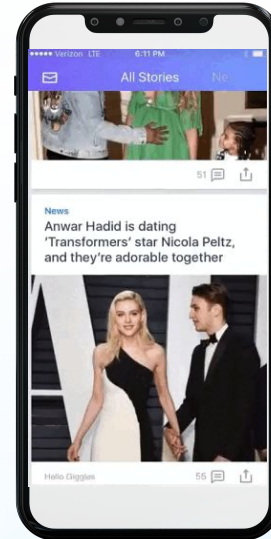 Verizon LTE 6:11 PM
All Stories Ne...
51
News
Anwar Hadid is dating
'Transformers' star Nicola Peltz,
and they're adorable together
Hello Giggles 55